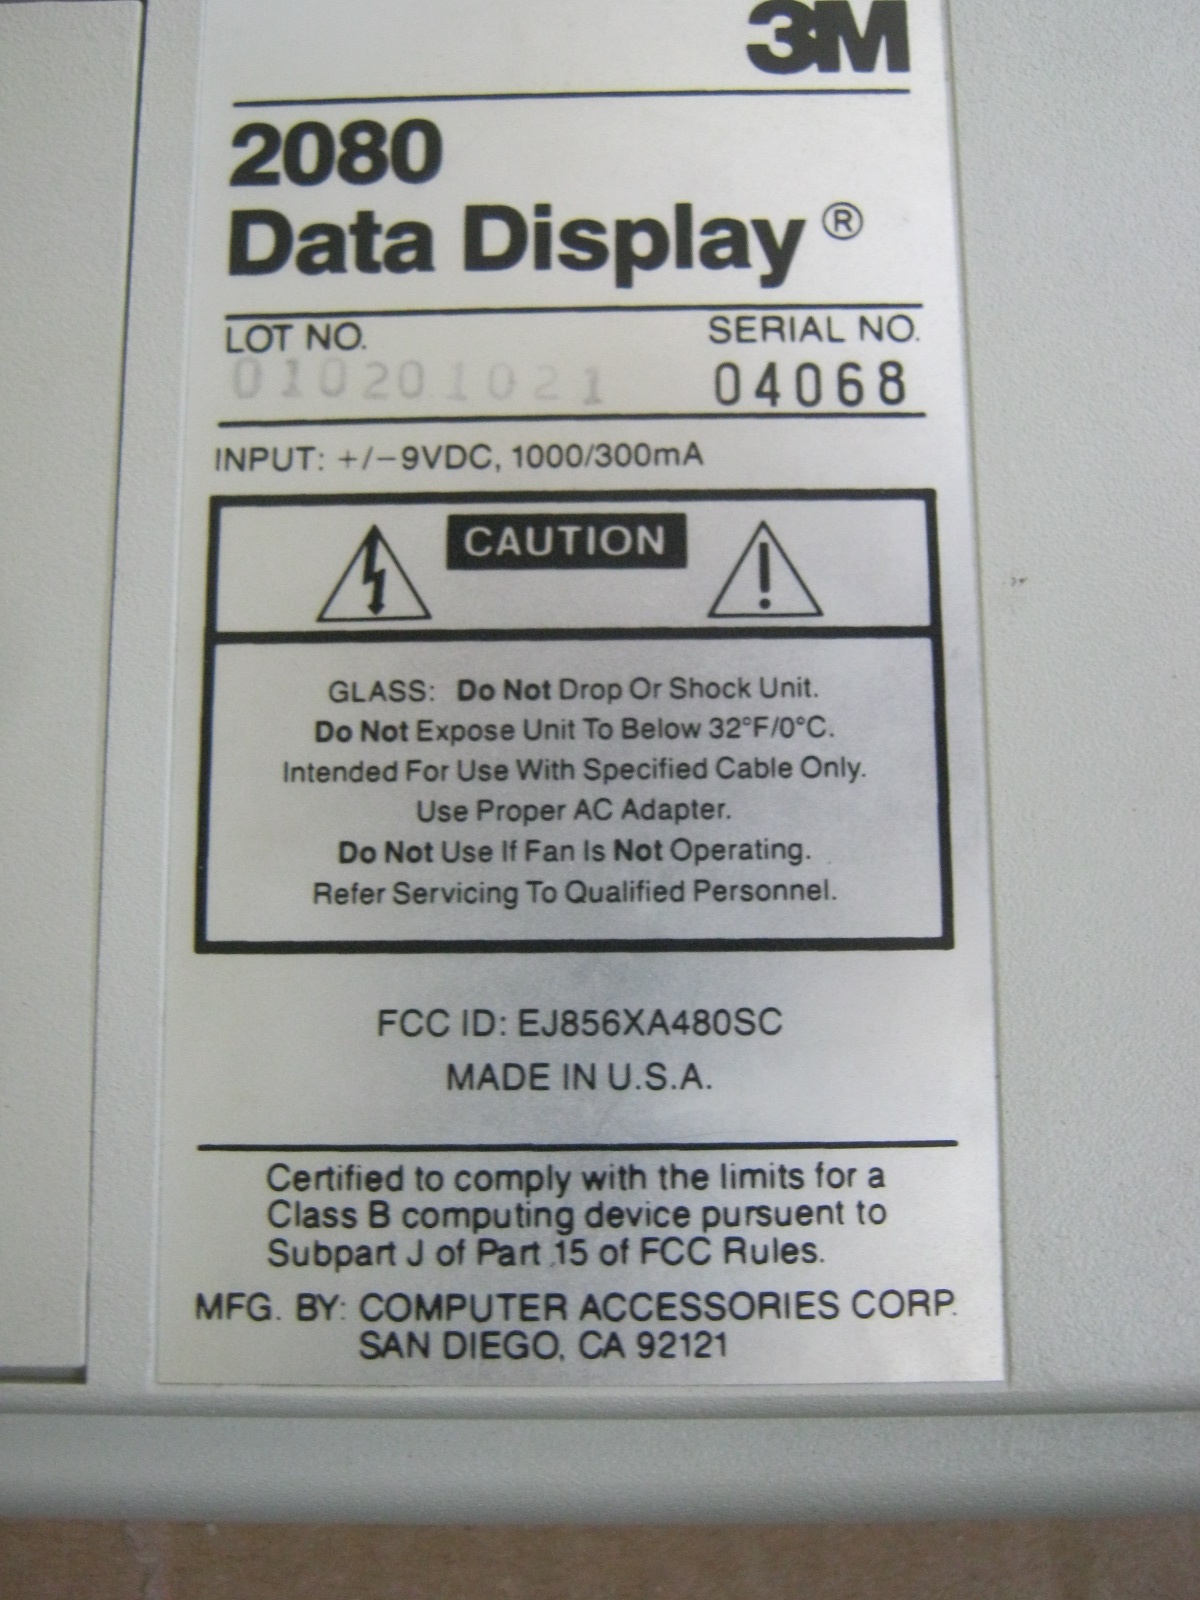 3M
2080
Data Display ®
LOT NO. SERIAL NO.
010201021 04068
INPUT: +/−9VDC, 1000/300mA
CAUTION
GLASS: Do Not Drop Or Shock Unit.
Do Not Expose Unit To Below 32°F/0°C.
Intended For Use With Specified Cable Only.
Use Proper AC Adapter.
Do Not Use If Fan Is Not Operating.
Refer Servicing To Qualified Personnel.
FCC ID: EJ856XA480SC
MADE IN U.S.A.
Certified to comply with the limits for a
Class B computing device pursuent to
Subpart J of Part 15 of FCC Rules.
MFG. BY: COMPUTER ACCESSORIES CORP.
SAN DIEGO, CA 92121